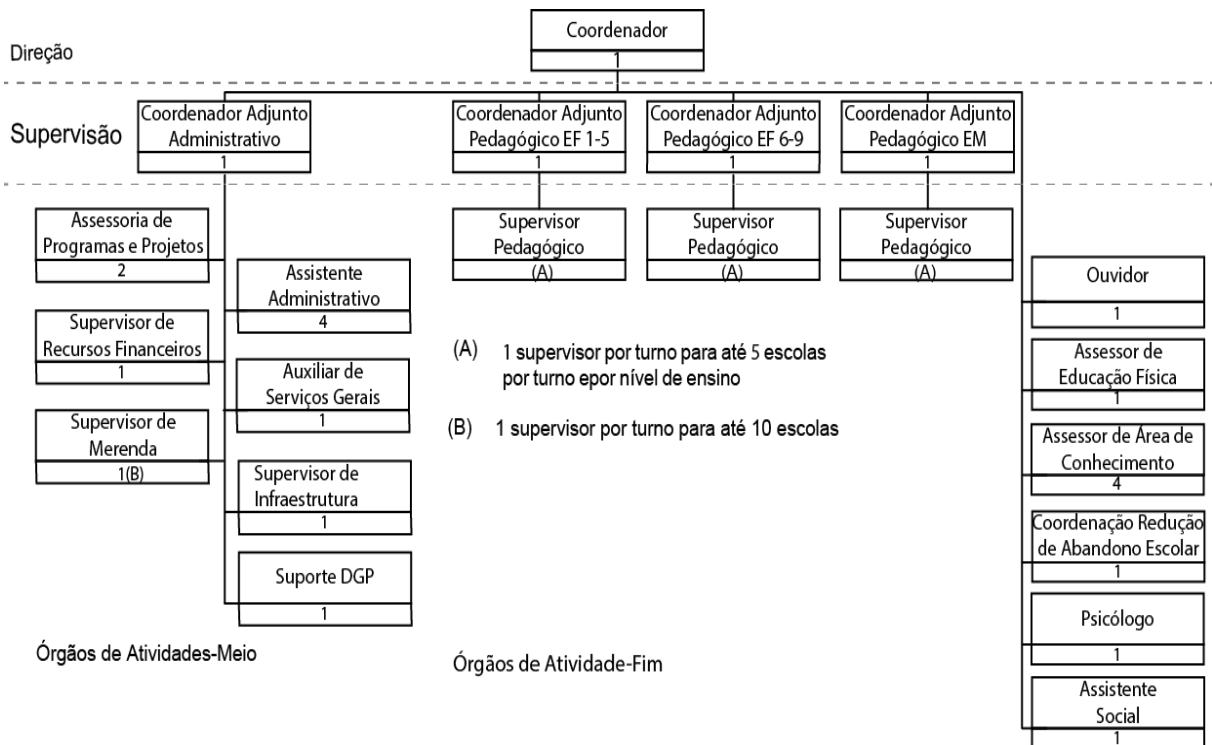 Direção
Coordenador
1
Supervisão
Coordenador Adjunto
Administrativo
1
Coordenador Adjunto
Pedagógico EF 1-5
1
Coordenador Adjunto
Pedagógico EF 6-9
1
Coordenador Adjunto
Pedagógico EM
1
Assessoria de
Programas e Projetos
2
Supervisor de
Recursos Financeiros
1
Supervisor de
Merenda
1(B)
Assistente
Administrativo
4
Auxiliar de
Serviços Gerais
1
Supervisor de
Infraestrutura
1
Suporte DGP
1
Supervisor
Pedagógico
(A)
Supervisor
Pedagógico
(A)
Supervisor
Pedagógico
(A)
(A) 1 supervisor por turno para até 5 escolas
por turno epor nível de ensino
(B) 1 supervisor por turno para até 10 escolas
Ouvidor
1
Assessor de
Educação Física
1
Assessor de Área de
Conhecimento
4
Coordenação Redução
de Abandono Escolar
1
Psicólogo
1
Assistente
Social
1
Órgãos de Atividades-Meio
Órgãos de Atividade-Fim